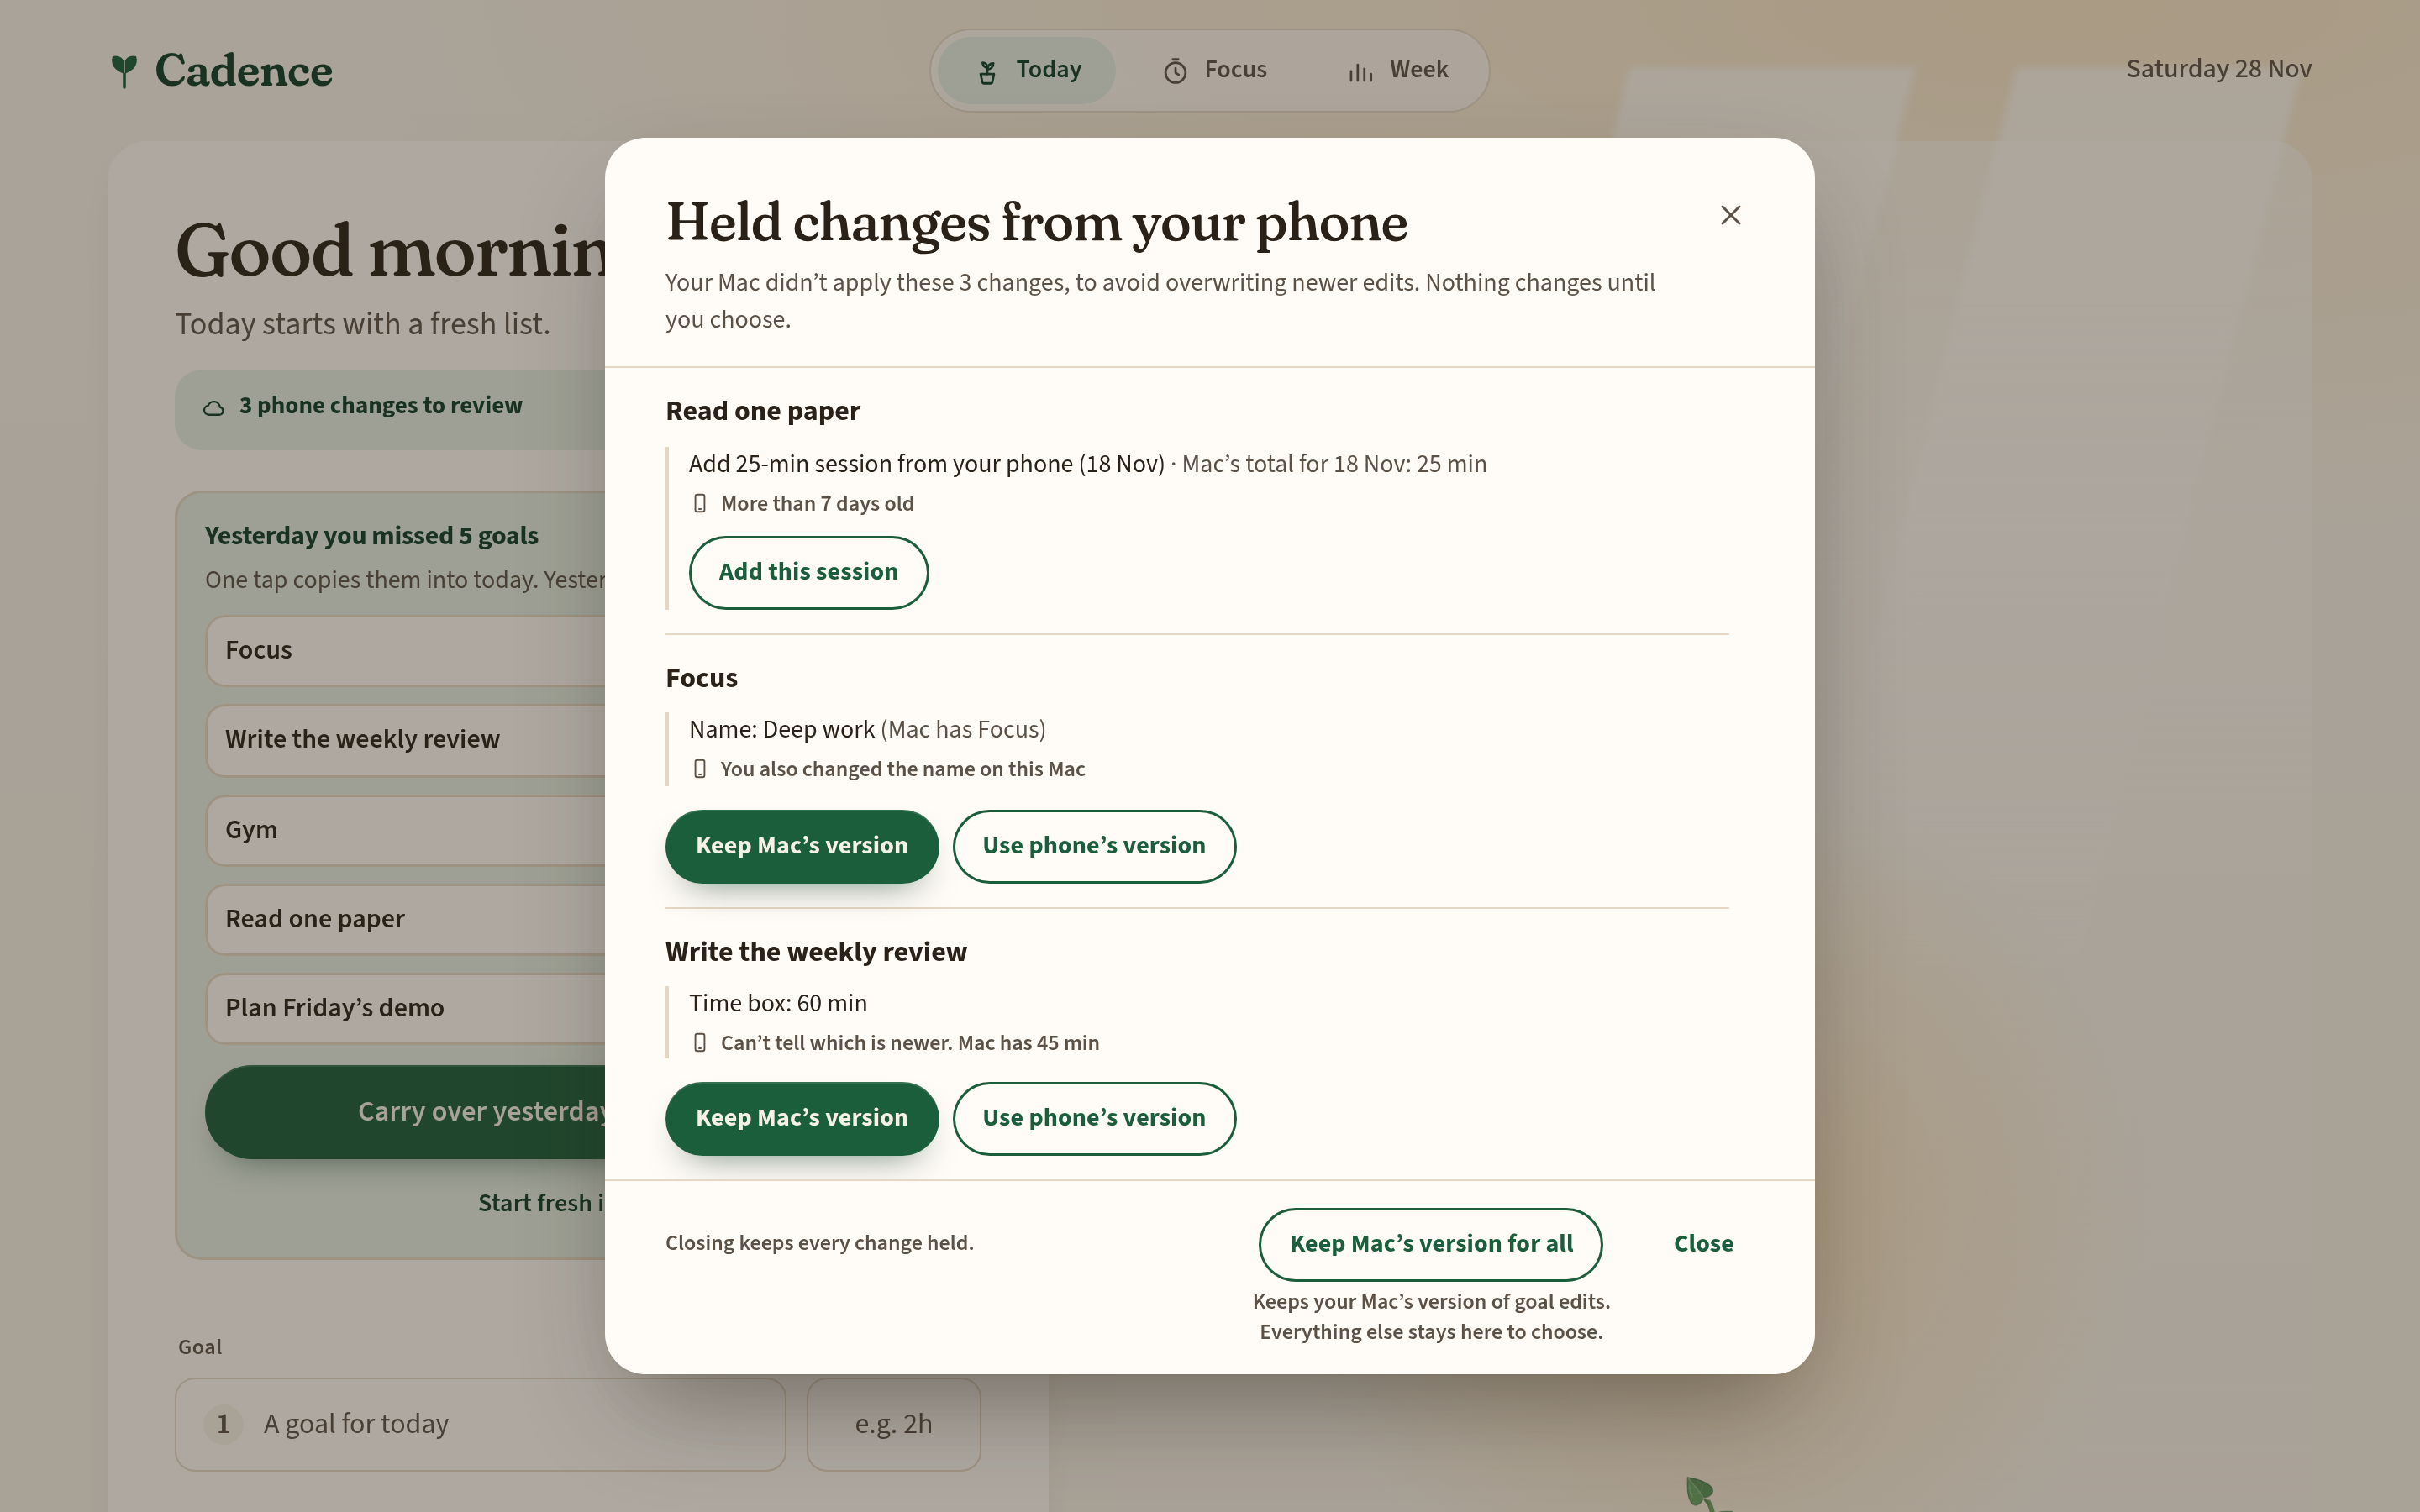 Cadence
Today
Focus
Week
Saturday 28 Nov
Good mornin
Today starts with a fresh list.
3 phone changes to review
Yesterday you missed 5 goals
One tap copies them into today. Yester
Focus
Write the weekly review
Gym
Read one paper
Plan Friday’s demo
Carry over yesterday
Start fresh i
Goal
1
A goal for today
e.g. 2h
Held changes from your phone
Your Mac didn’t apply these 3 changes, to avoid overwriting newer edits. Nothing changes until
you choose.
Read one paper
Add 25-min session from your phone (18 Nov) · Mac’s total for 18 Nov: 25 min
More than 7 days old
Add this session
Focus
Name: Deep work (Mac has Focus)
You also changed the name on this Mac
Keep Mac’s version
Use phone’s version
Write the weekly review
Time box: 60 min
Can’t tell which is newer. Mac has 45 min
Keep Mac’s version
Use phone’s version
Closing keeps every change held.
Keep Mac’s version for all
Close
Keeps your Mac’s version of goal edits.
Everything else stays here to choose.